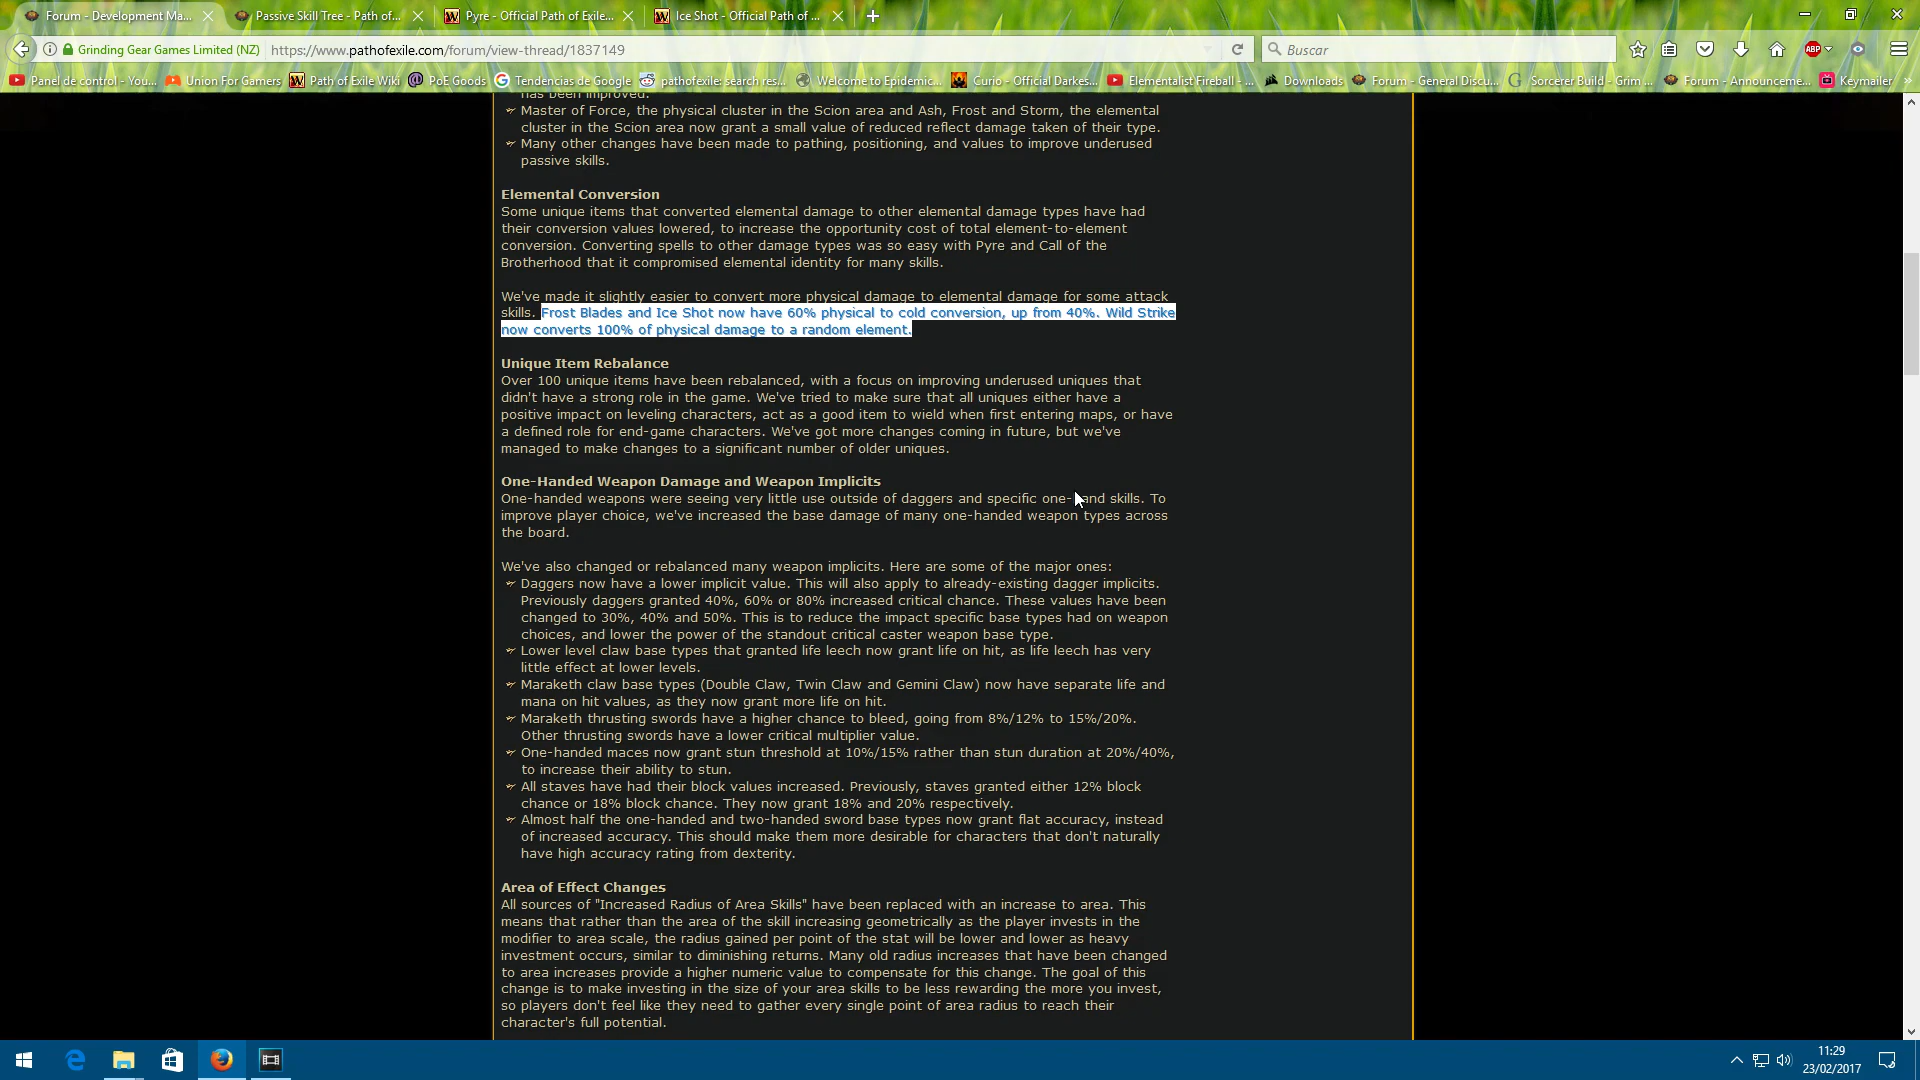 Forum - Development Ma...
Passive Skill Tree - Path of...
Pyre - Official Path of Exile...
Ice Shot - Official Path of ...
Grinding Gear Games Limited (NZ)
https://www.pathofexile.com/forum/view-thread/1837149
Buscar
ABP
Panel de control - You...
Union For Gamers
Path of Exile Wiki
PoE Goods
Tendencias de Google
pathofexile: search res...
Welcome to Epidemic...
Curio - Official Darkes...
Elementalist Fireball - ...
Downloads
Forum - General Discu...
Sorcerer Build - Grim ...
Forum - Announceme...
Keymailer
has been improved.
Master of Force, the physical cluster in the Scion area and Ash, Frost and Storm, the elemental
cluster in the Scion area now grant a small value of reduced reflect damage taken of their type.
Many other changes have been made to pathing, positioning, and values to improve underused
passive skills.
Elemental Conversion
Some unique items that converted elemental damage to other elemental damage types have had
their conversion values lowered, to increase the opportunity cost of total element-to-element
conversion. Converting spells to other damage types was so easy with Pyre and Call of the
Brotherhood that it compromised elemental identity for many skills.
We've made it slightly easier to convert more physical damage to elemental damage for some attack
skills. Frost Blades and Ice Shot now have 60% physical to cold conversion, up from 40%. Wild Strike
now converts 100% of physical damage to a random element.
Unique Item Rebalance
Over 100 unique items have been rebalanced, with a focus on improving underused uniques that
didn't have a strong role in the game. We've tried to make sure that all uniques either have a
positive impact on leveling characters, act as a good item to wield when first entering maps, or have
a defined role for end-game characters. We've got more changes coming in future, but we've
managed to make changes to a significant number of older uniques.
One-Handed Weapon Damage and Weapon Implicits
One-handed weapons were seeing very little use outside of daggers and specific one-hand skills. To
improve player choice, we've increased the base damage of many one-handed weapon types across
the board.
We've also changed or rebalanced many weapon implicits. Here are some of the major ones:
Daggers now have a lower implicit value. This will also apply to already-existing dagger implicits.
Previously daggers granted 40%, 60% or 80% increased critical chance. These values have been
changed to 30%, 40% and 50%. This is to reduce the impact specific base types had on weapon
choices, and lower the power of the standout critical caster weapon base type.
Lower level claw base types that granted life leech now grant life on hit, as life leech has very
little effect at lower levels.
Maraketh claw base types (Double Claw, Twin Claw and Gemini Claw) now have separate life and
mana on hit values, as they now grant more life on hit.
Maraketh thrusting swords have a higher chance to bleed, going from 8%/12% to 15%/20%.
Other thrusting swords have a lower critical multiplier value.
One-handed maces now grant stun threshold at 10%/15% rather than stun duration at 20%/40%,
to increase their ability to stun.
All staves have had their block values increased. Previously, staves granted either 12% block
chance or 18% block chance. They now grant 18% and 20% respectively.
Almost half the one-handed and two-handed sword base types now grant flat accuracy, instead
of increased accuracy. This should make them more desirable for characters that don't naturally
have high accuracy rating from dexterity.
Area of Effect Changes
All sources of "Increased Radius of Area Skills" have been replaced with an increase to area. This
means that rather than the area of the skill increasing geometrically as the player invests in the
modifier to area scale, the radius gained per point of the stat will be lower and lower as heavy
investment occurs, similar to diminishing returns. Many old radius increases that have been changed
to area increases provide a higher numeric value to compensate for this change. The goal of this
change is to make investing in the size of your area skills to be less rewarding the more you invest,
so players don't feel like they need to gather every single point of area radius to reach their
character's full potential.
11:29
23/02/2017